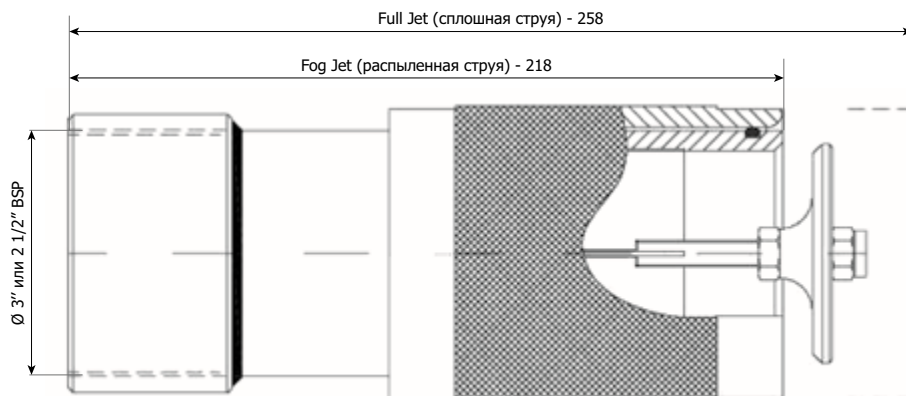 Full Jet (сплошная струя) - 258
Fog Jet (распыленная струя) - 218
Ø 3” или 2 1/2” BSP